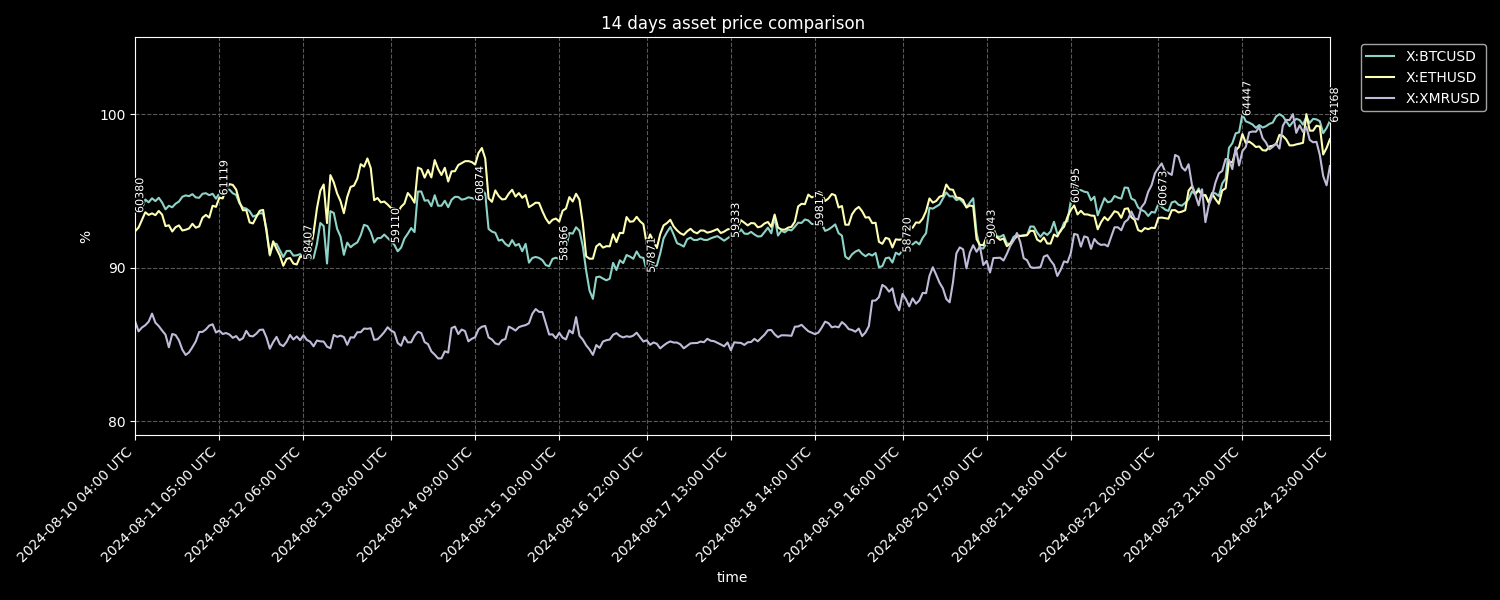 14 days asset price comparison
X:BTCUSD
X:ETHUSD
X:XMRUSD
%
100
90
80
60380
61119
58407
59110
60874
58366
57871
59333
59817
58720
59043
60795
60673
64447
64168
2024-08-10 04:00 UTC
2024-08-11 05:00 UTC
2024-08-12 06:00 UTC
2024-08-13 08:00 UTC
2024-08-14 09:00 UTC
2024-08-15 10:00 UTC
2024-08-16 12:00 UTC
2024-08-17 13:00 UTC
2024-08-18 14:00 UTC
2024-08-19 16:00 UTC
2024-08-20 17:00 UTC
2024-08-21 18:00 UTC
2024-08-22 20:00 UTC
2024-08-23 21:00 UTC
2024-08-24 23:00 UTC
time